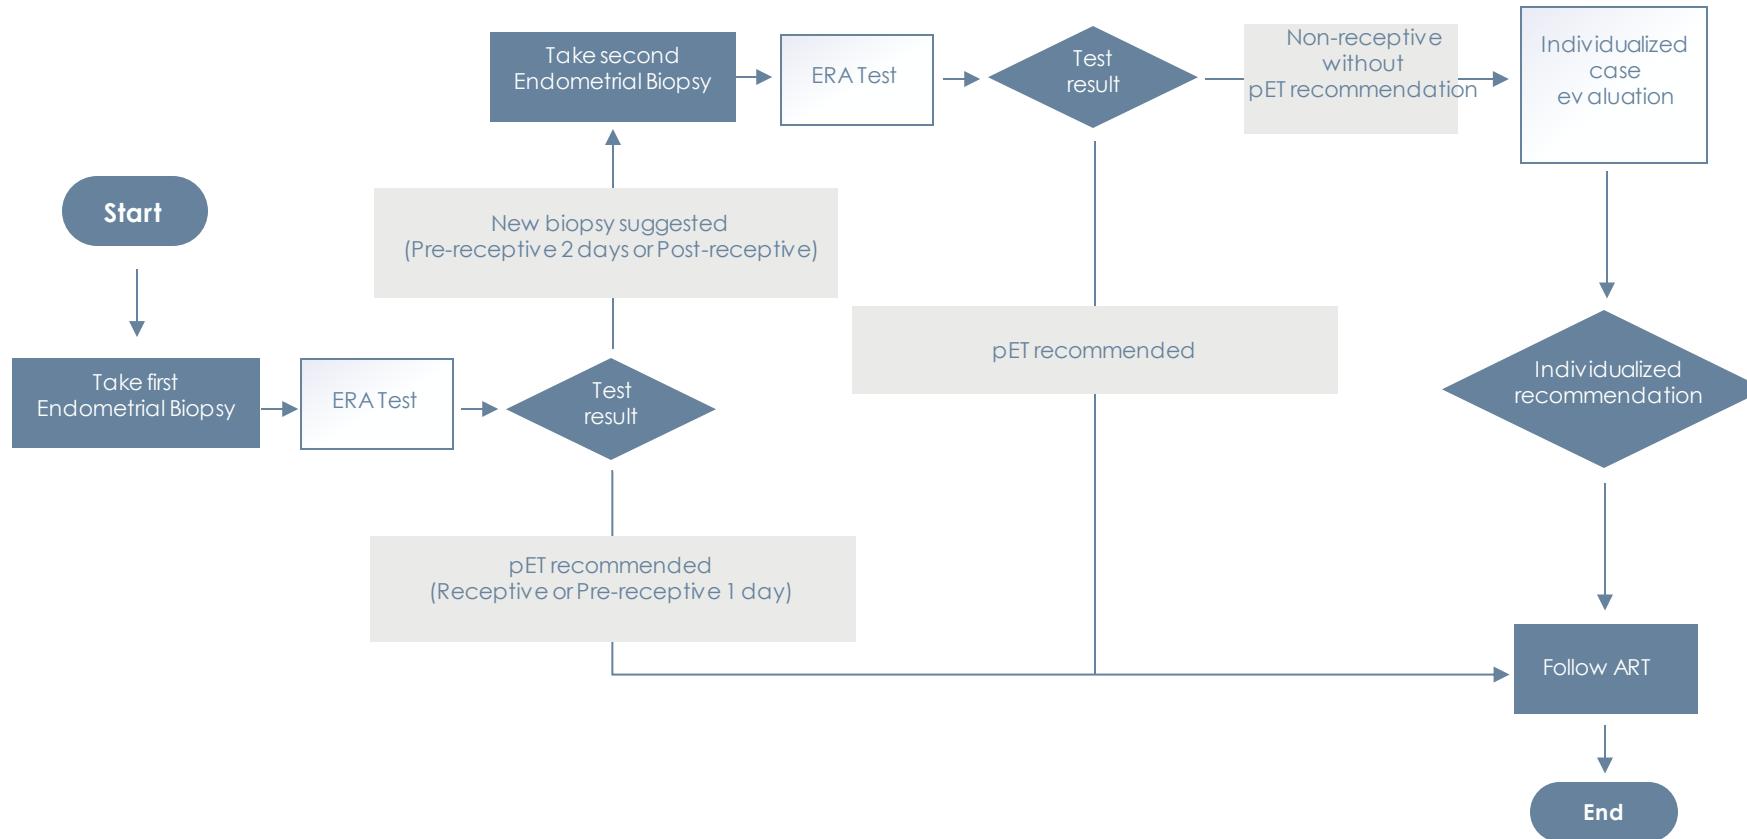 Start
Take first
Endometrial Biopsy
ERA Test
Test
result
New biopsy suggested
(Pre-receptive 2 days or Post-receptive)
pET recommended
(Receptive or Pre-receptive 1 day)
Take second
Endometrial Biopsy
ERA Test
Test
result
pET recommended
Non-receptive
without
pET recommendation
Individualized
case
evaluation
Individualized
recommendation
Follow ART
End